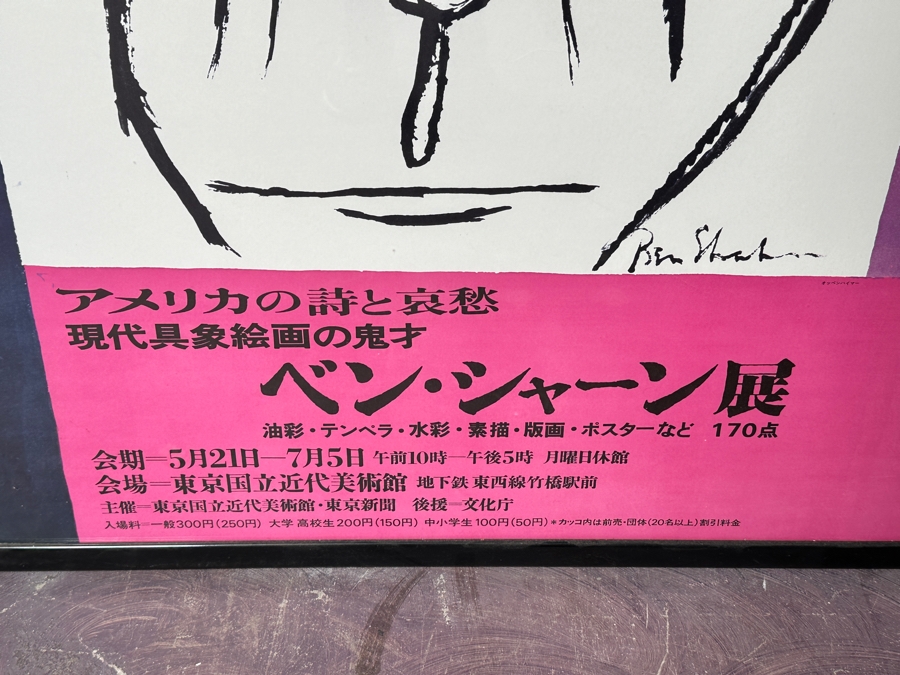 Ben Shahn
オッペンハイマー
アメリカの詩と哀愁
現代具象絵画の鬼才
ベン・シャーン展
油彩・テンペラ・水彩・素描・版画・ポスターなど 170点
会期=5月21日―7月5日 午前10時―午後5時 月曜日休館
会場=東京国立近代美術館 地下鉄東西線竹橋駅前
主催=東京国立近代美術館・東京新聞 後援=文化庁
入場料=一般300円(250円) 大学 高校生200円(150円) 中小学生100円(50円) *カッコ内は前売・団体(20名以上)割引料金